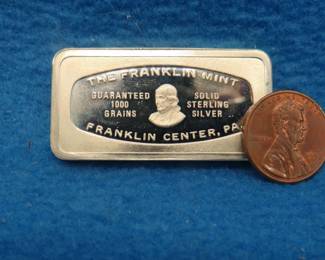 THE FRANKLIN MINT
GUARANTEED
1000
GRAINS
SOLID
STERLING
SILVER
FRANKLIN CENTER, PA.